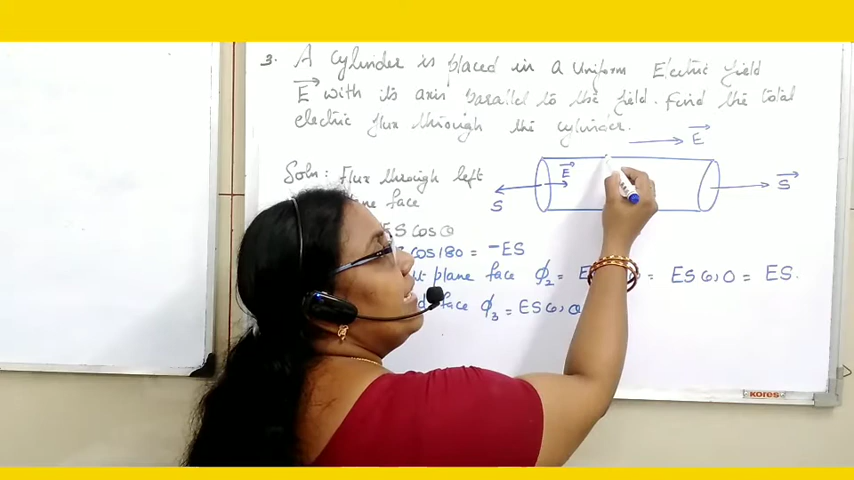 3. A cylinder is placed in a Uniform Electric field
E with its axis parallel to the field. Find the total
electric flux through the cylinder.
E
Soln: Flux through left
face
E
S
S
ES cos θ
cos 180 = -ES
plane face ϕ2 = E = ES cos 0 = ES.
face ϕ3 = ES cos θ
KORES